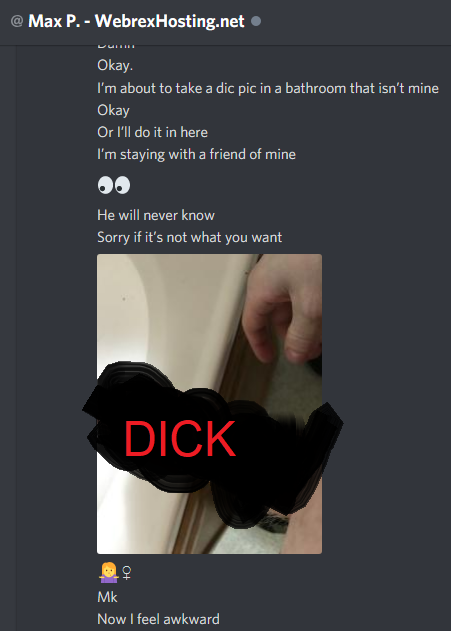 @ Max P. - WebrexHosting.net
Damn
Okay.
I'm about to take a dic pic in a bathroom that isn't mine
Okay
Or I'll do it in here
I'm staying with a friend of mine
He will never know
Sorry if it's not what you want
DICK
Mk
Now I feel awkward